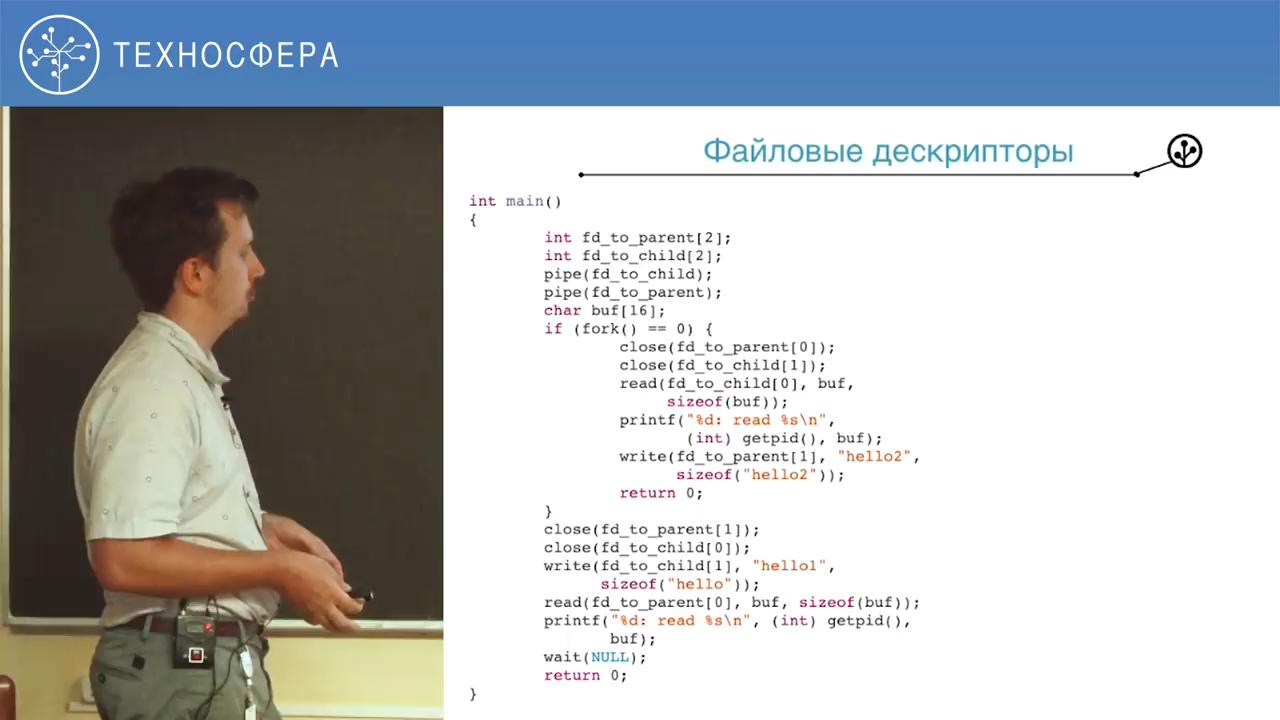 ТЕХНОСФЕРА
Файловые дескрипторы
int main()
{
        int fd_to_parent[2];
        int fd_to_child[2];
        pipe(fd_to_child);
        pipe(fd_to_parent);
        char buf[16];
        if (fork() == 0) {
                close(fd_to_parent[0]);
                close(fd_to_child[1]);
                read(fd_to_child[0], buf,
                     sizeof(buf));
                printf("%d: read %s\n",
                       (int) getpid(), buf);
                write(fd_to_parent[1], "hello2",
                      sizeof("hello2"));
                return 0;
        }
        close(fd_to_parent[1]);
        close(fd_to_child[0]);
        write(fd_to_child[1], "hello1",
              sizeof("hello"));
        read(fd_to_parent[0], buf, sizeof(buf));
        printf("%d: read %s\n", (int) getpid(),
               buf);
        wait(NULL);
        return 0;
}